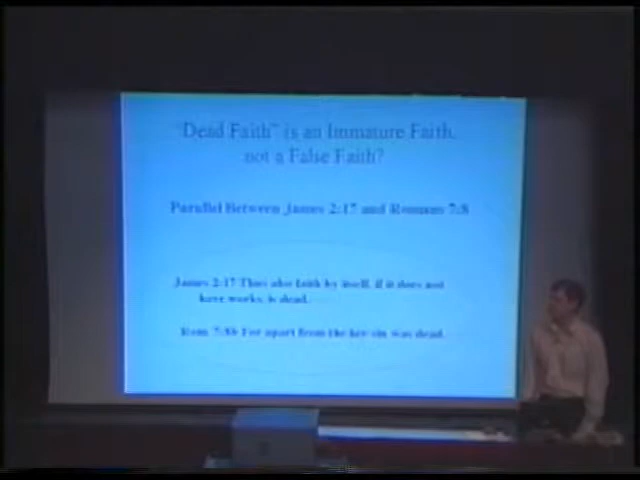 "Dead Faith" is an Immature Faith,
not a False Faith?
Parallel Between James 2:17 and Romans 7:8
James 2:17 Thus also faith by itself, if it does not
have works, is dead.
Rom 7:8b For apart from the law sin was dead.